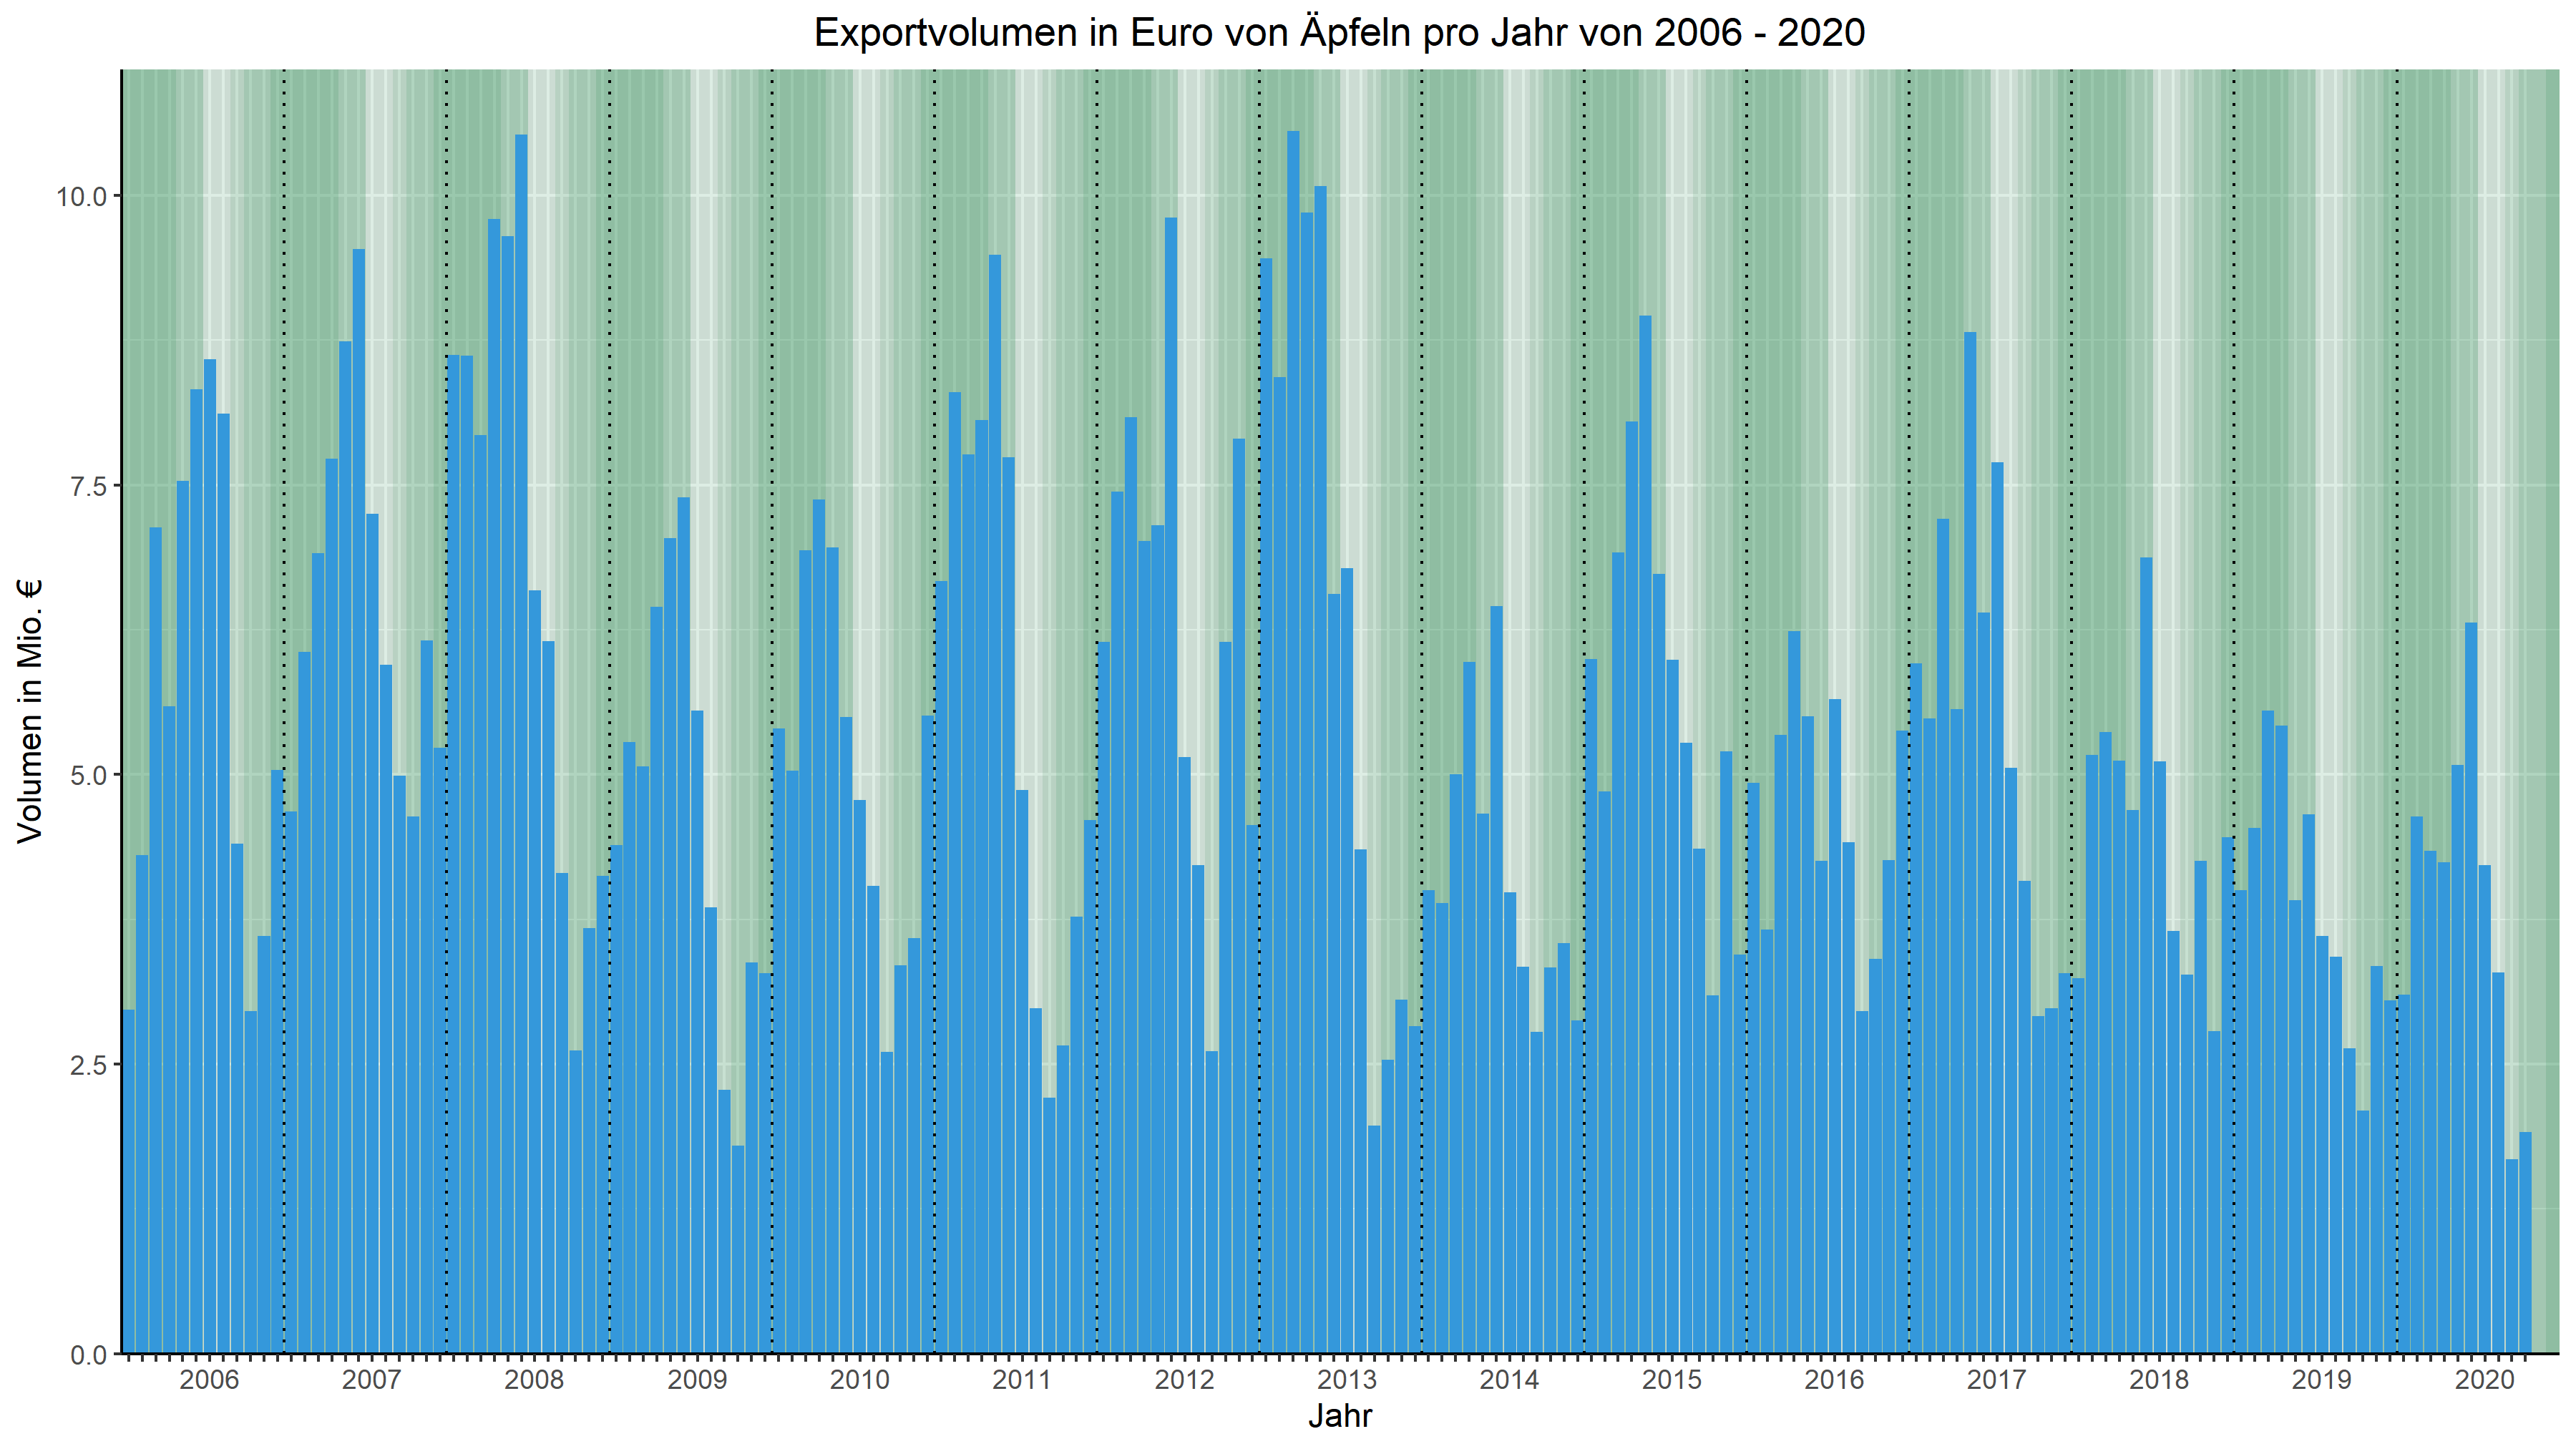 Exportvolumen in Euro von Äpfeln pro Jahr von 2006 - 2020
Volumen in Mio. €
10.0
7.5
5.0
2.5
0.0
2006 2007 2008 2009 2010 2011 2012 2013 2014 2015 2016 2017 2018 2019 2020
Jahr